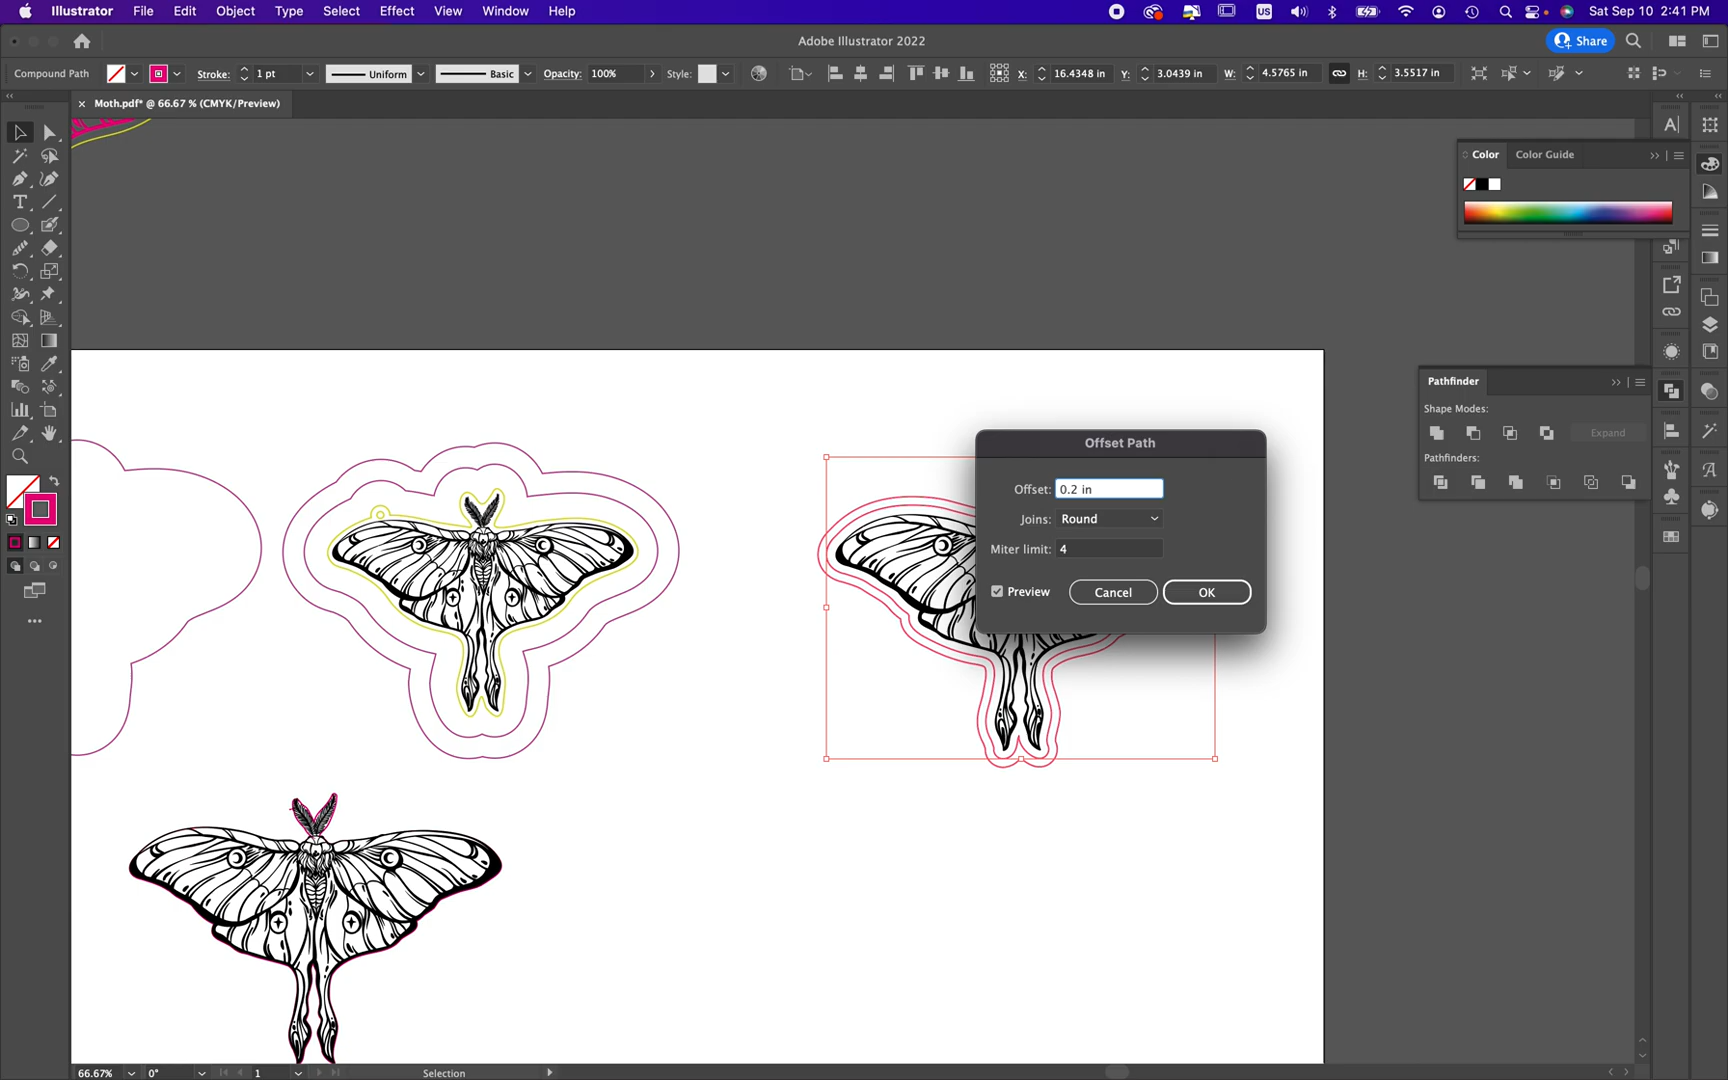 Illustrator File Edit Object Type Select Effect View Window Help
US
Sat Sep 10 2:41 PM
Adobe Illustrator 2022
Share
Compound Path
Stroke: 1 pt
Uniform
Basic
Opacity: 100%
Style:
X: 16.4348 in
Y: 3.0439 in
W: 4.5765 in
H: 3.5517 in
Moth.pdf* @ 66.67 % (CMYK/Preview)
Color
Color Guide
Pathfinder
Shape Modes:
Expand
Pathfinders:
Offset Path
Offset: 0.2 in
Joins: Round
Miter limit: 4
Preview
Cancel
OK
66.67%
0°
1
Selection